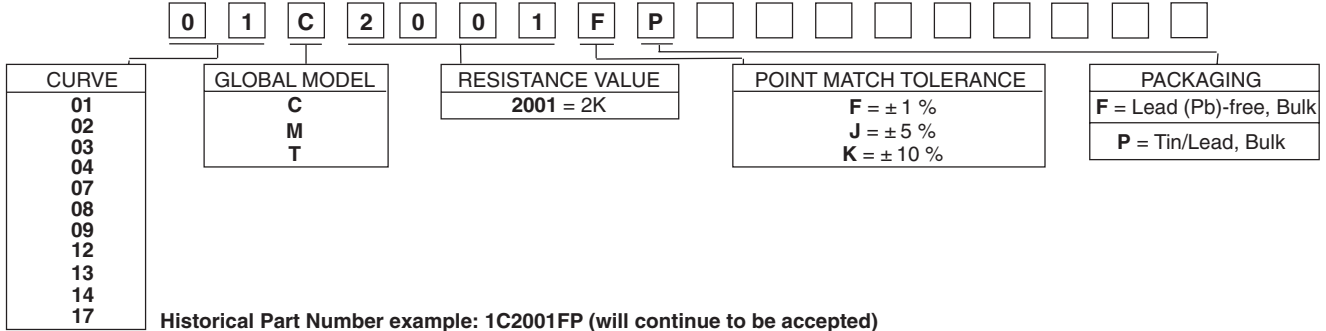 0 1 C 2 0 0 1 F P
CURVE
01
02
03
04
07
08
09
12
13
14
17
GLOBAL MODEL
C
M
T
RESISTANCE VALUE
2001 = 2K
POINT MATCH TOLERANCE
F = ± 1 %
J = ± 5 %
K = ± 10 %
PACKAGING
F = Lead (Pb)-free, Bulk
P = Tin/Lead, Bulk
Historical Part Number example: 1C2001FP (will continue to be accepted)